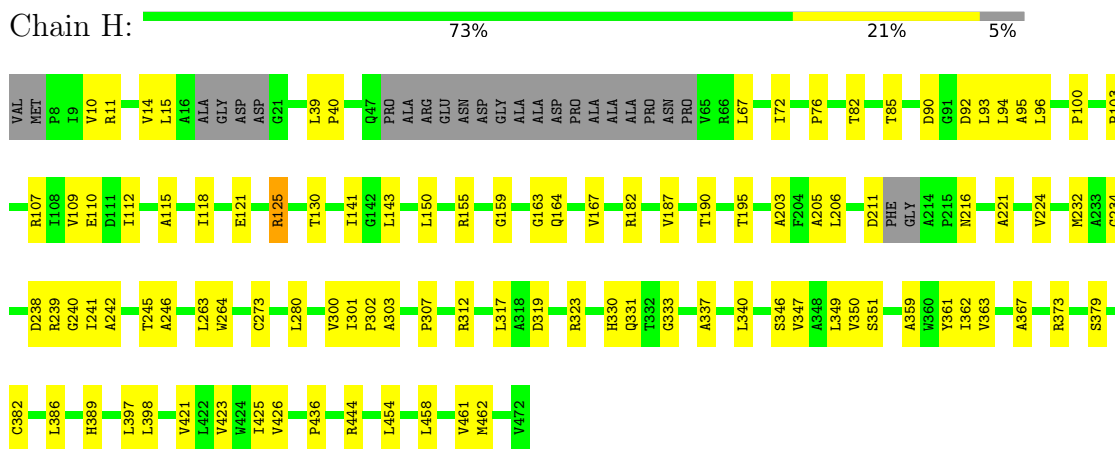 Chain H:
73% 21% 5%
VAL MET P8 I9 V10 R11 V14 L15 A16 ALA GLY ASP ASP G21 L39 P40 Q47 PRO ALA ARG GLU ASN ASP GLY ALA ALA ASP PRO ALA ALA ALA PRO ASN PRO V65 R66 L67 I72 P76 T82 T85 D90 G91 D92 L93 L94 A95 L96 P100
R107 I108 V109 E110 D111 I112 A115 I118 E121 R125 T130 I141 G142 L143 L150 R155 G159 G163 Q164 V167 R182 V187 T190 T195 A203 F204 A205 L206 D211 PHE GLY A214 P215 N216 A221 V224 M232 A233
D238 R239 G240 I241 A242 T245 A246 L263 W264 C273 L280 V300 I301 P302 A303 P307 R312 L317 A318 D319 R323 H330 Q331 T332 G333 A337 L340 S346 V347 A348 L349 V350 S351 A359 W360 Y361 I362 V363 A367 R373 S379
C382 L386 H389 L397 L398 V421 L422 V423 W424 I425 V426 P436 R444 L454 L458 V461 M462 V472